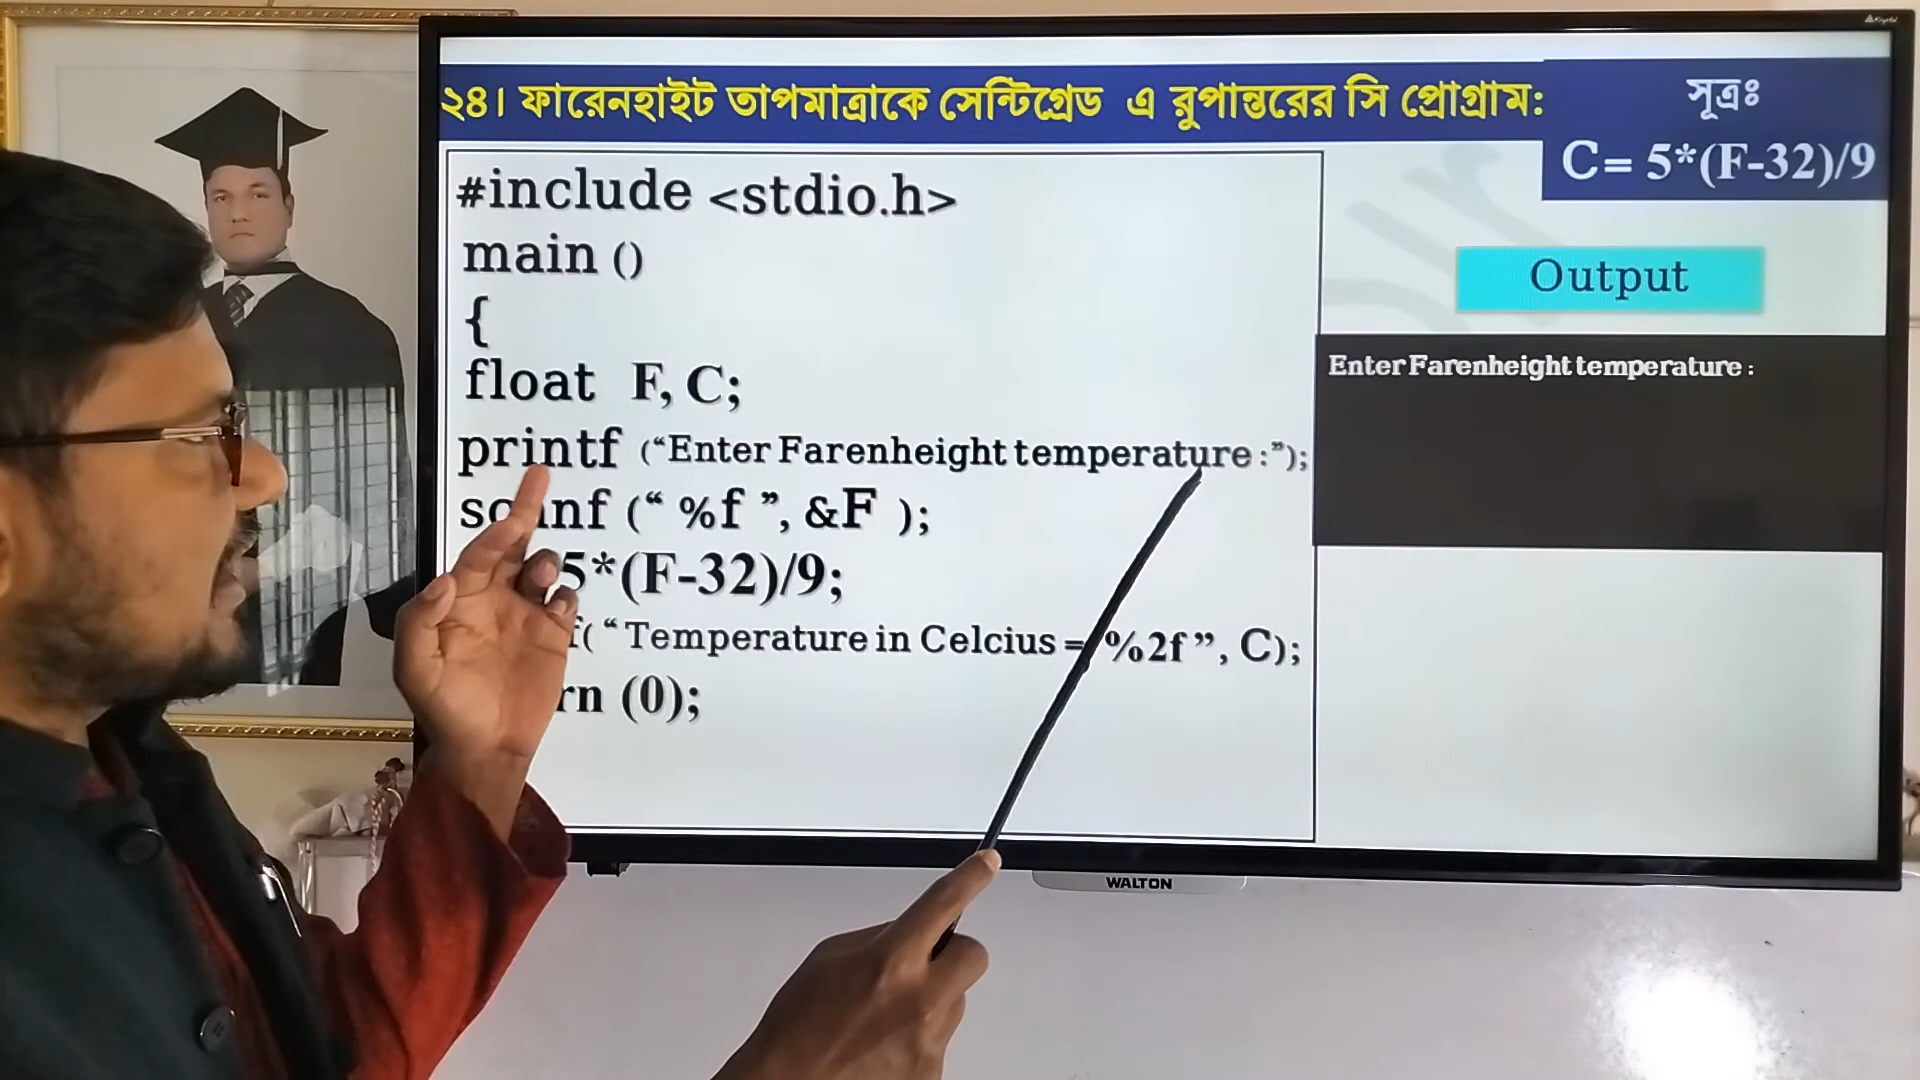 ২৪। ফারেনহাইট তাপমাত্রাকে সেন্টিগ্রেড এ রুপান্তরের সি প্রোগ্রাম:
সূত্রঃ
C= 5*(F-32)/9
#include <stdio.h>
main ()
{
float F, C;
printf (“Enter Farenheight temperature :”);
scanf (“ %f ”, &F );
5*(F-32)/9;
f( “Temperature in Celcius = %2f ”, C);
rn (0);
Output
Enter Farenheight temperature :
WALTON